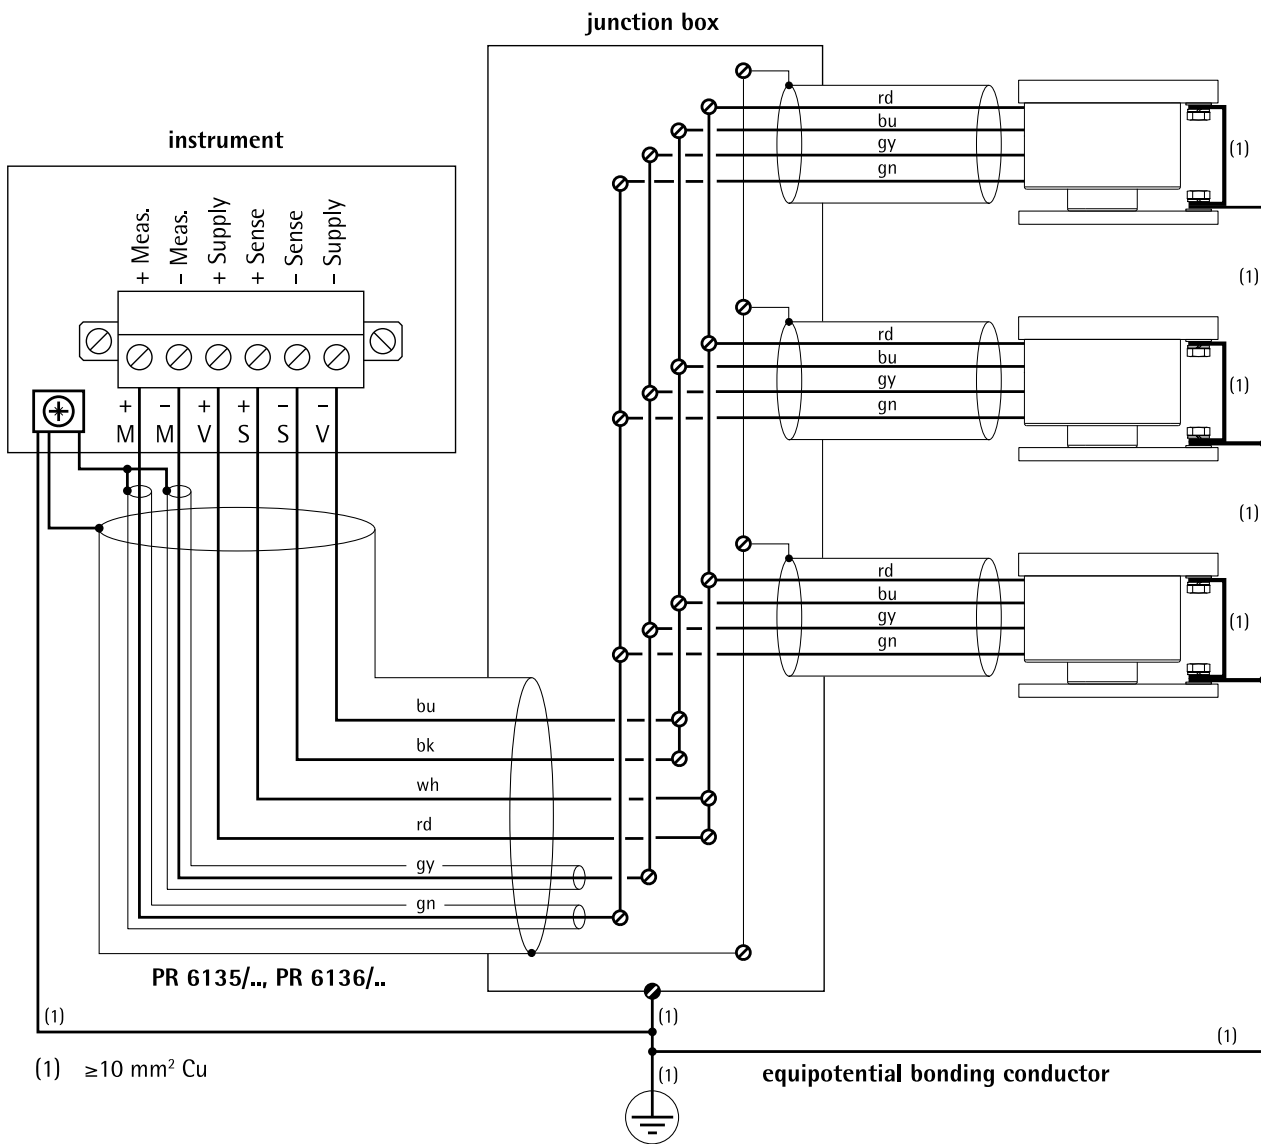 junction box
instrument
+ Meas.
– Meas.
+ Supply
+ Sense
– Sense
– Supply
+ – + + – –
M M V S S V
rd
bu
gy
gn
(1)
(1)
rd
bu
gy
gn
(1)
(1)
rd
bu
gy
gn
(1)
bu
bk
wh
rd
gy
gn
PR 6135/.., PR 6136/..
(1)
(1)
(1)
(1) ≥10 mm² Cu
(1)
equipotential bonding conductor